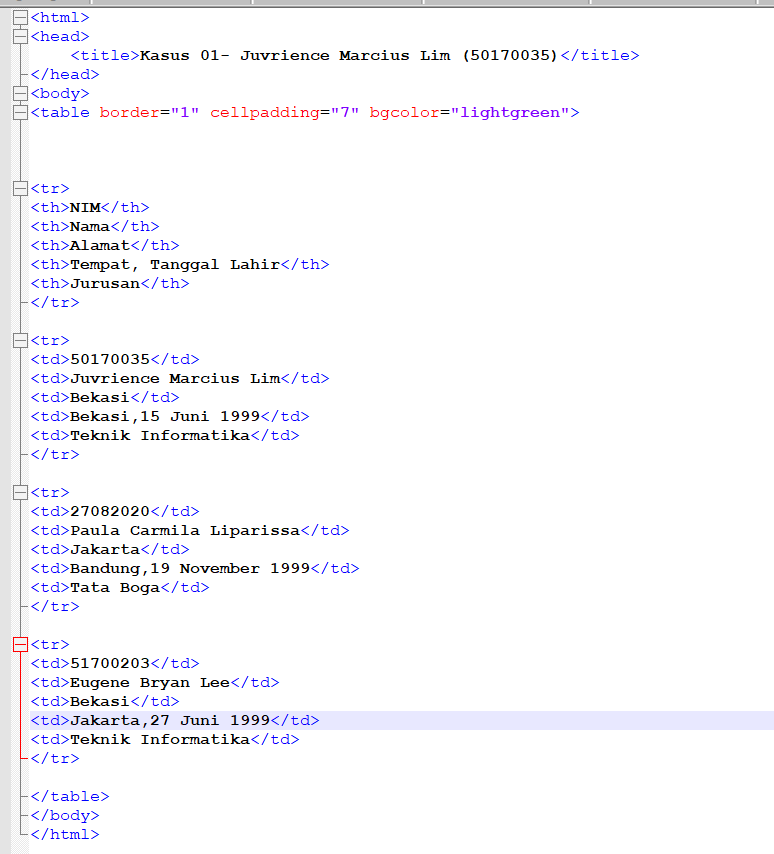 <html>
<head>
    <title>Kasus 01- Juvrience Marcius Lim (50170035)</title>
</head>
<body>
<table border="1" cellpadding="7" bgcolor="lightgreen">
<tr>
<th>NIM</th>
<th>Nama</th>
<th>Alamat</th>
<th>Tempat, Tanggal Lahir</th>
<th>Jurusan</th>
</tr>
<tr>
<td>50170035</td>
<td>Juvrience Marcius Lim</td>
<td>Bekasi</td>
<td>Bekasi,15 Juni 1999</td>
<td>Teknik Informatika</td>
</tr>
<tr>
<td>27082020</td>
<td>Paula Carmila Liparissa</td>
<td>Jakarta</td>
<td>Bandung,19 November 1999</td>
<td>Tata Boga</td>
</tr>
<tr>
<td>51700203</td>
<td>Eugene Bryan Lee</td>
<td>Bekasi</td>
<td>Jakarta,27 Juni 1999</td>
<td>Teknik Informatika</td>
</tr>
</table>
</body>
</html>